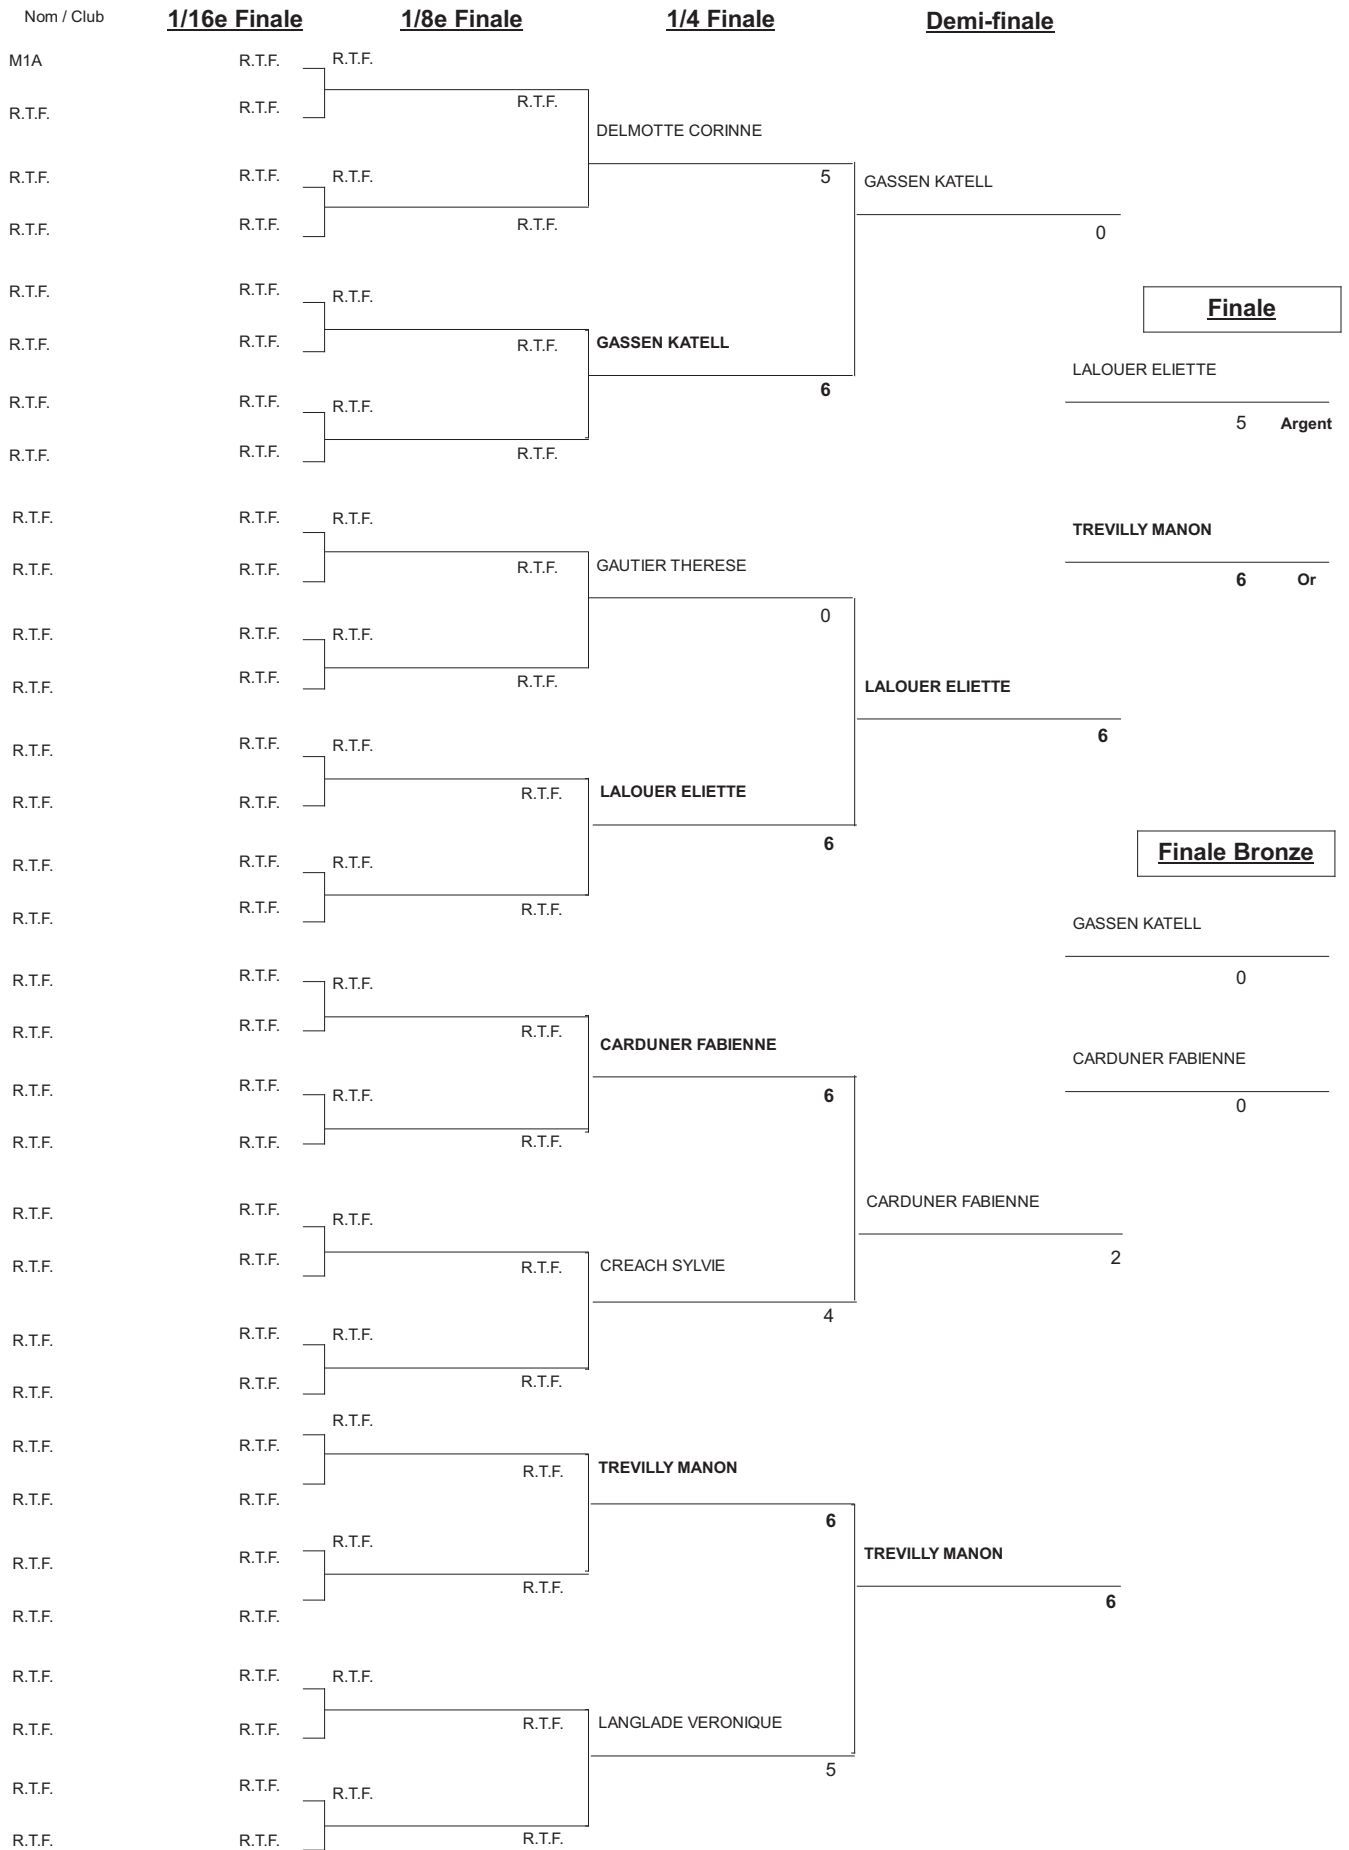 Nom / Club 1/16e Finale 1/8e Finale 1/4 Finale Demi-finale
M1A R.T.F. R.T.F.
R.T.F. R.T.F. R.T.F.
DELMOTTE CORINNE
R.T.F. R.T.F. R.T.F. 5 GASSEN KATELL
R.T.F. R.T.F. R.T.F. 0
R.T.F. R.T.F. R.T.F.
Finale
R.T.F. R.T.F. R.T.F. GASSEN KATELL
LALOUER ELIETTE
R.T.F. R.T.F. R.T.F. 6
5 Argent
R.T.F. R.T.F. R.T.F.
R.T.F. R.T.F. R.T.F. TREVILLY MANON
R.T.F. R.T.F. R.T.F. GAUTIER THERESE
6 Or
0
R.T.F. R.T.F. R.T.F.
R.T.F. R.T.F. R.T.F. LALOUER ELIETTE
6
R.T.F. R.T.F. R.T.F.
R.T.F. R.T.F. R.T.F. LALOUER ELIETTE
6
Finale Bronze
R.T.F. R.T.F. R.T.F.
R.T.F. R.T.F. R.T.F.
GASSEN KATELL
0
R.T.F. R.T.F. R.T.F.
R.T.F. R.T.F. R.T.F. CARDUNER FABIENNE
CARDUNER FABIENNE
R.T.F. R.T.F. R.T.F. 6
0
R.T.F. R.T.F. R.T.F.
CARDUNER FABIENNE
R.T.F. R.T.F. R.T.F.
R.T.F. R.T.F. R.T.F. CREACH SYLVIE 2
4
R.T.F. R.T.F. R.T.F.
R.T.F. R.T.F. R.T.F.
R.T.F.
R.T.F. R.T.F.
R.T.F. TREVILLY MANON
R.T.F. R.T.F.
6
R.T.F.
R.T.F. R.T.F. TREVILLY MANON
R.T.F.
6
R.T.F. R.T.F.
R.T.F. R.T.F. R.T.F.
R.T.F. R.T.F. R.T.F. LANGLADE VERONIQUE
5
R.T.F. R.T.F. R.T.F.
R.T.F. R.T.F. R.T.F.